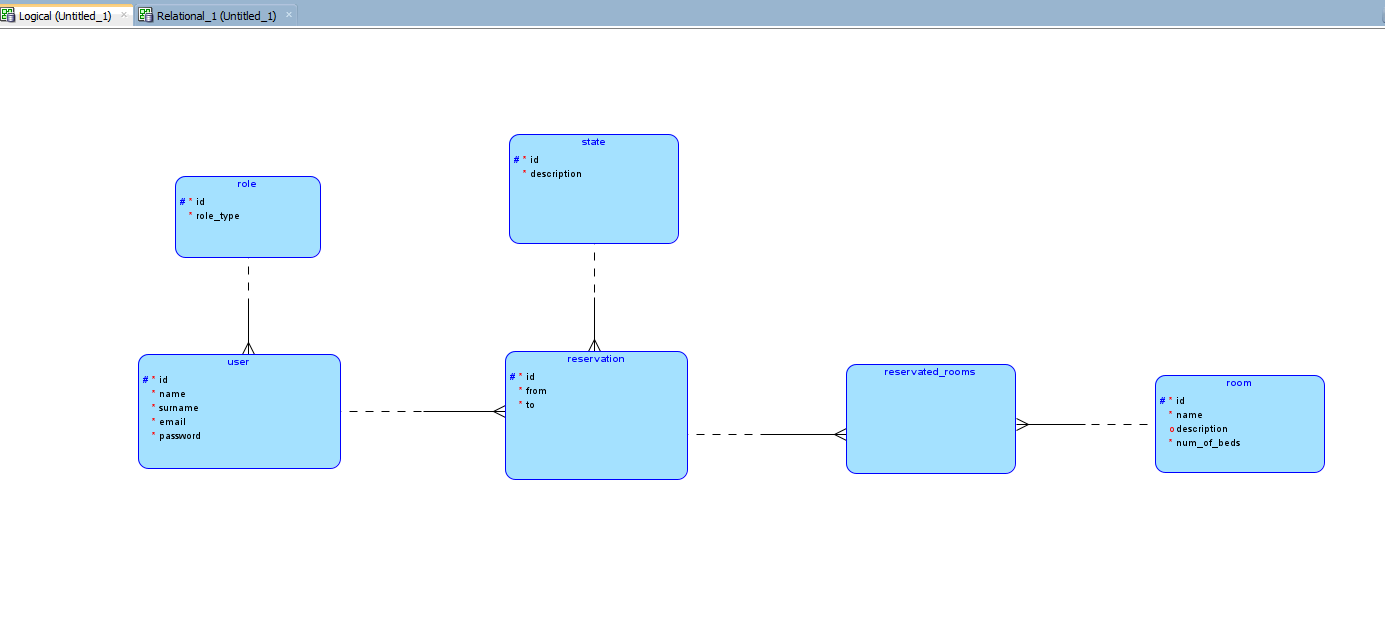 Logical (Untitled_1)
Relational_1 (Untitled_1)
state
# * id
* description
role
# * id
* role_type
user
# * id
* name
* surname
* email
* password
reservation
# * id
* from
* to
reservated_rooms
room
# * id
* name
o description
* num_of_beds